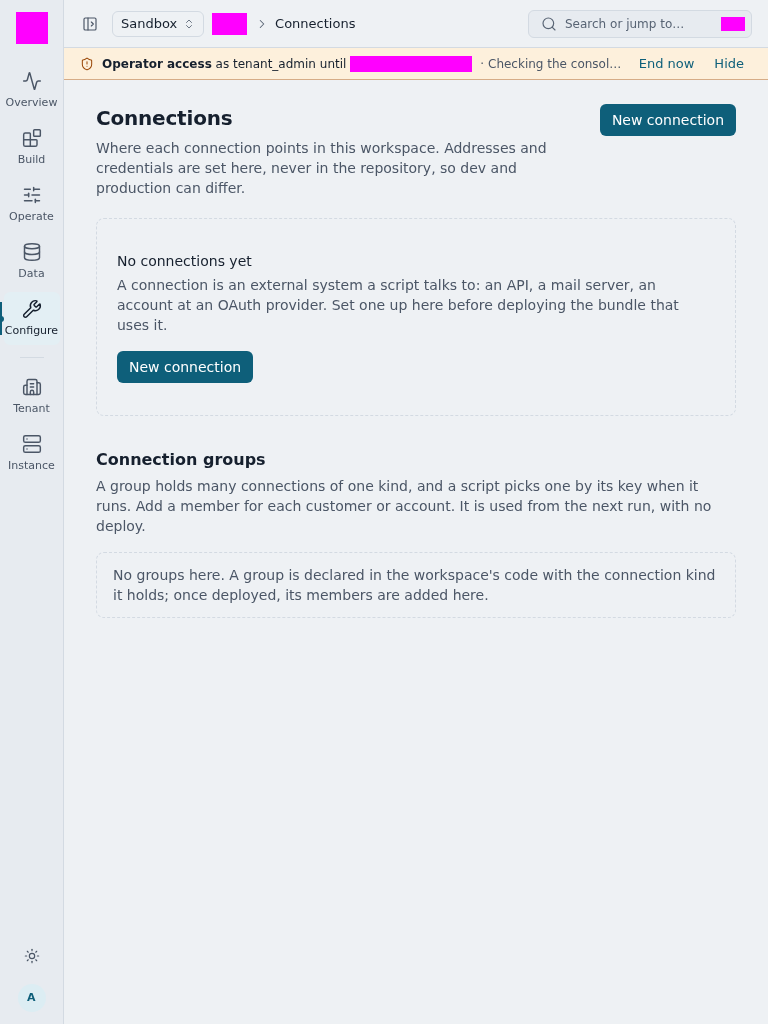 Sandbox
Connections
Search or jump to…
Operator access as tenant_admin until
· Checking the consol…
End now
Hide
Overview
Build
Operate
Data
Configure
Tenant
Instance
A
Connections
New connection
Where each connection points in this workspace. Addresses and
credentials are set here, never in the repository, so dev and
production can differ.
No connections yet
A connection is an external system a script talks to: an API, a mail server, an
account at an OAuth provider. Set one up here before deploying the bundle that
uses it.
New connection
Connection groups
A group holds many connections of one kind, and a script picks one by its key when it
runs. Add a member for each customer or account. It is used from the next run, with no
deploy.
No groups here. A group is declared in the workspace's code with the connection kind
it holds; once deployed, its members are added here.